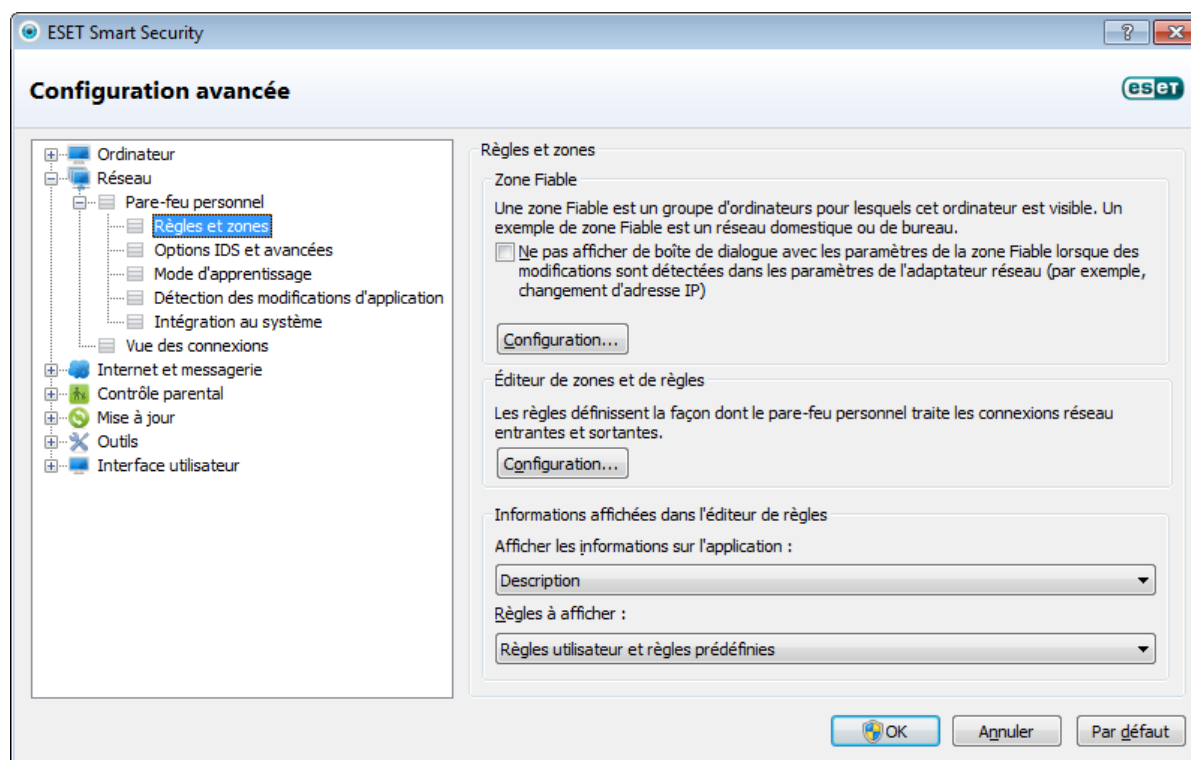 ESET Smart Security
?
Configuration avancée
eseT
Ordinateur
Réseau
Pare-feu personnel
Règles et zones
Options IDS et avancées
Mode d'apprentissage
Détection des modifications d'application
Intégration au système
Vue des connexions
Internet et messagerie
Contrôle parental
Mise à jour
Outils
Interface utilisateur
Règles et zones
Zone Fiable
Une zone Fiable est un groupe d'ordinateurs pour lesquels cet ordinateur est visible. Un
exemple de zone Fiable est un réseau domestique ou de bureau.
Ne pas afficher de boîte de dialogue avec les paramètres de la zone Fiable lorsque des
modifications sont détectées dans les paramètres de l'adaptateur réseau (par exemple,
changement d'adresse IP)
Configuration...
Éditeur de zones et de règles
Les règles définissent la façon dont le pare-feu personnel traite les connexions réseau
entrantes et sortantes.
Configuration...
Informations affichées dans l'éditeur de règles
Afficher les informations sur l'application :
Description
Règles à afficher :
Règles utilisateur et règles prédéfinies
OK
Annuler
Par défaut